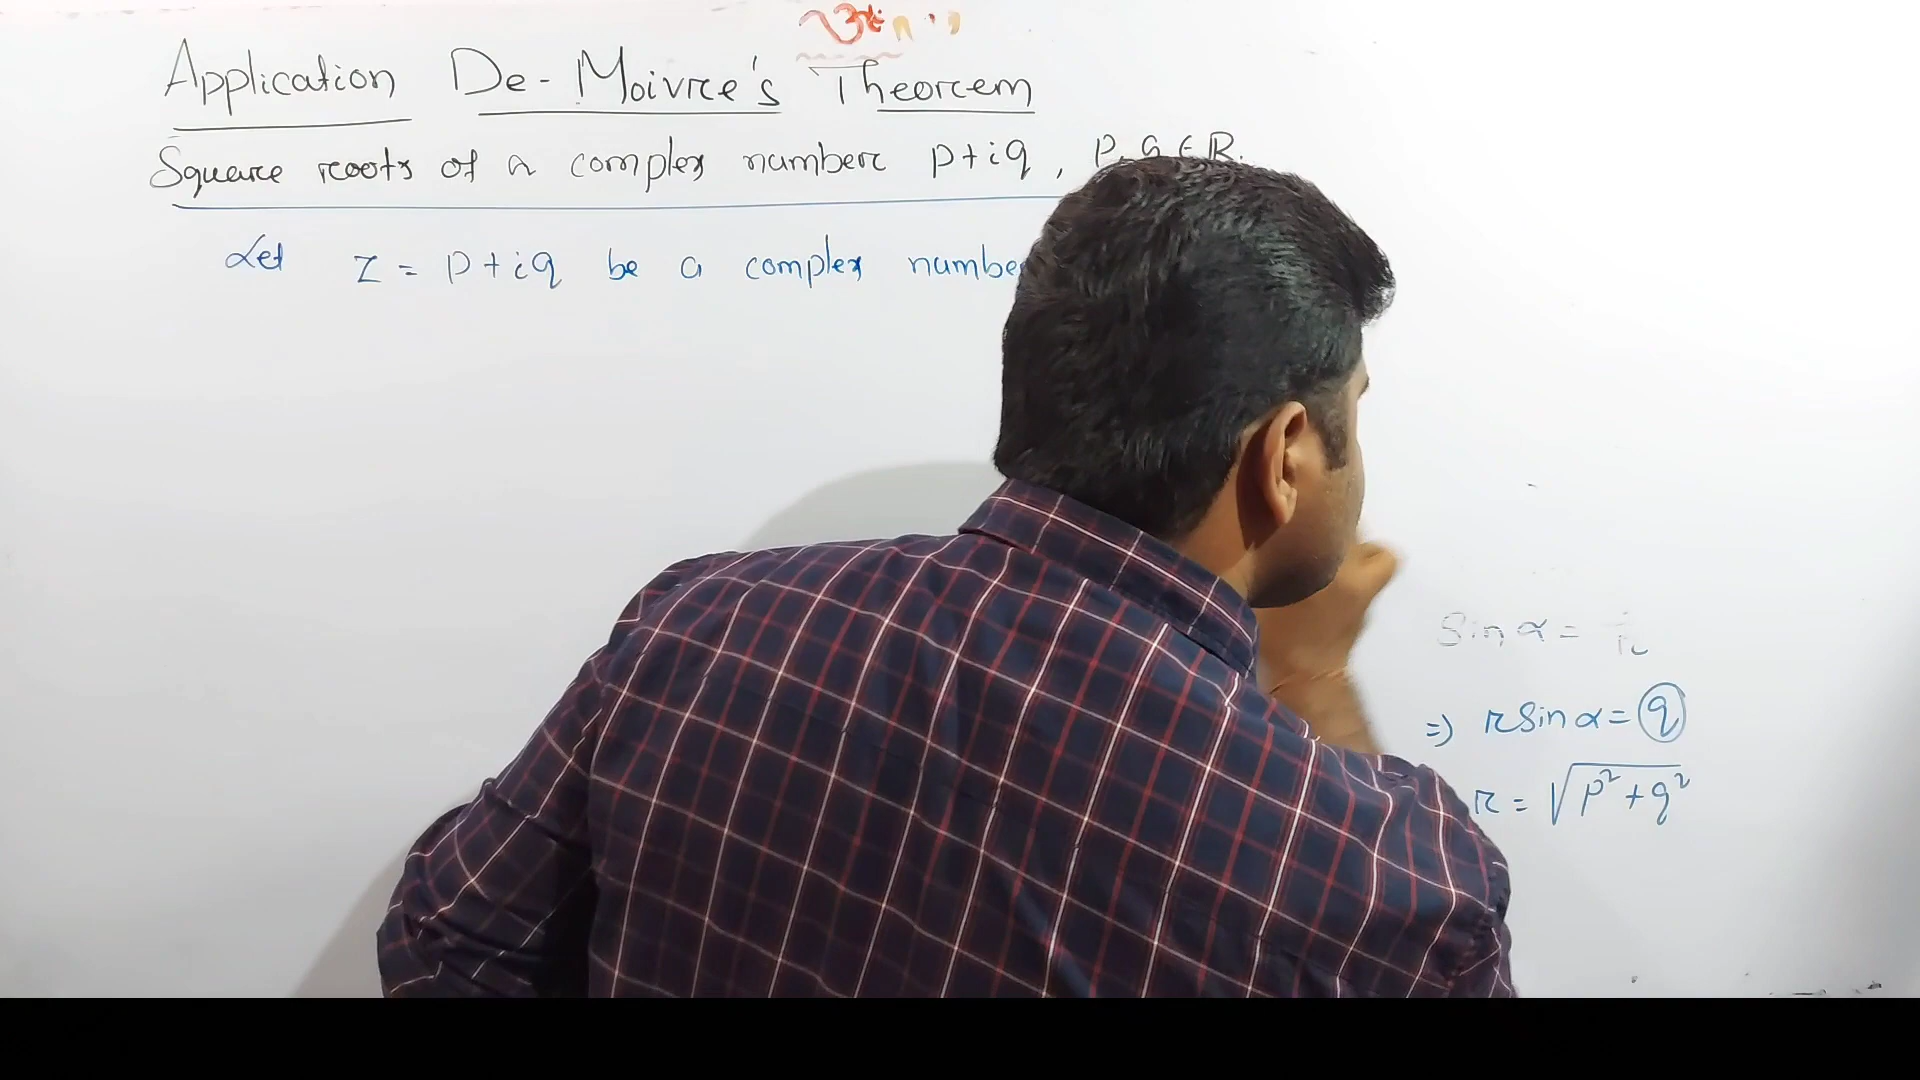 Application De-Moivre's Theorem
Square roots of a complex number p+iq, p, q ∈ R.
Let z = p+iq be a complex number
sin α =
=) r sin α = q
r = √p²+q²